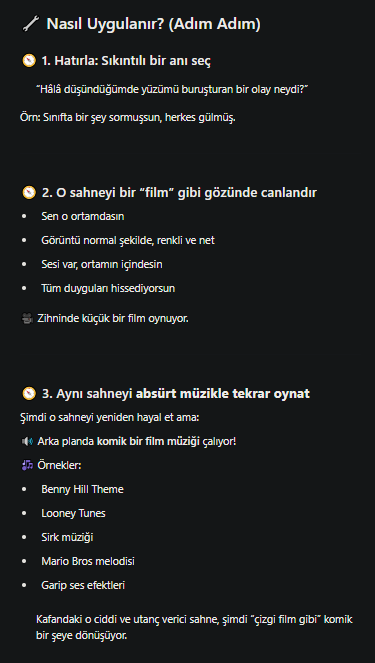 🔧 Nasıl Uygulanır? (Adım Adım)
🧭 1. Hatırla: Sıkıntılı bir anı seç
“Hâlâ düşündüğümde yüzümü buruşturan bir olay neydi?”
Örn: Sınıfta bir şey sormuşsun, herkes gülmüş.
🧭 2. O sahneyi bir “film” gibi gözünde canlandır
• Sen o ortamdasın
• Görüntü normal şekilde, renkli ve net
• Sesi var, ortamın içindesin
• Tüm duyguları hissediyorsun
🎥 Zihninde küçük bir film oynuyor.
🧭 3. Aynı sahneyi absürt müzikle tekrar oynat
Şimdi o sahneyi yeniden hayal et ama:
🔊 Arka planda komik bir film müziği çalıyor!
🎶 Örnekler:
• Benny Hill Theme
• Looney Tunes
• Sirk müziği
• Mario Bros melodisi
• Garip ses efektleri
Kafandaki o ciddi ve utanç verici sahne, şimdi “çizgi film gibi” komik
bir şeye dönüşüyor.